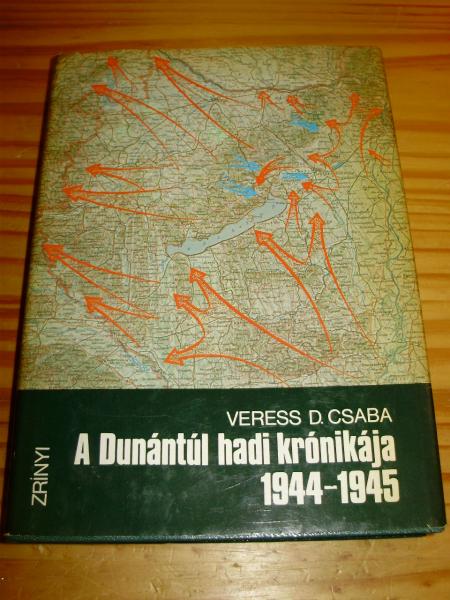 VERESS D. CSABA
A Dunántúl hadi krónikája
1944-1945
ZRÍNYI